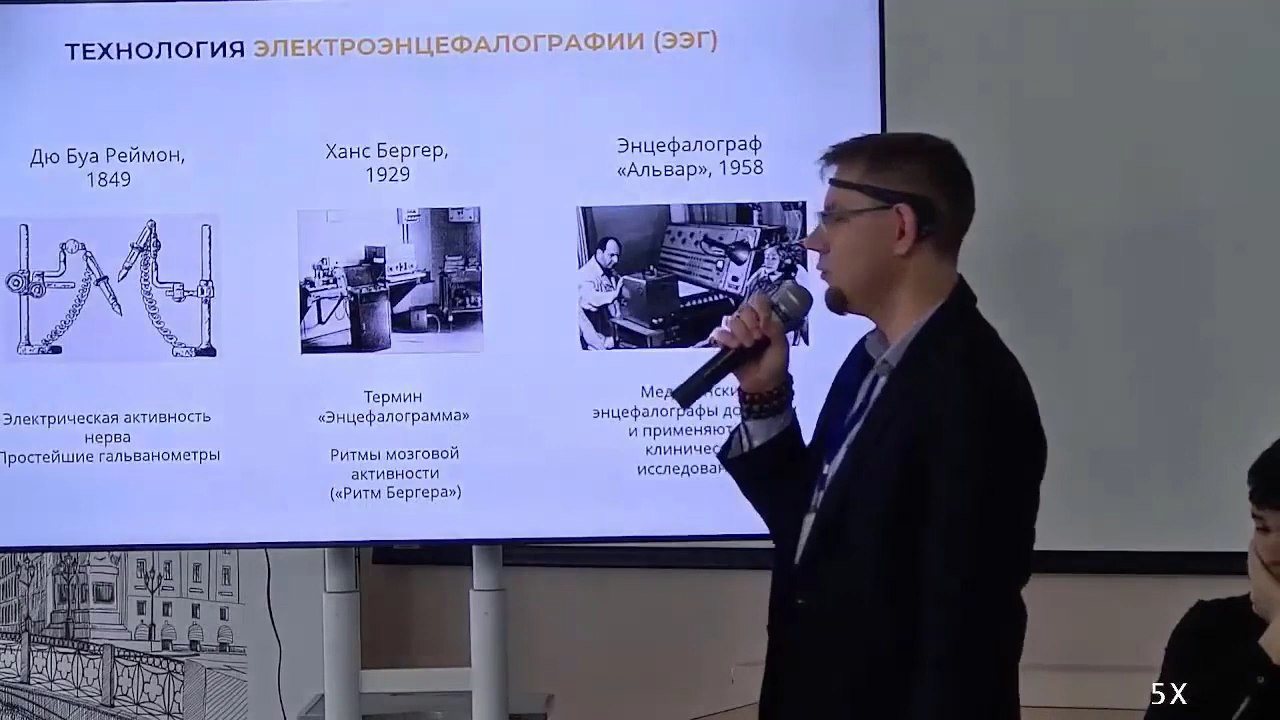 ТЕХНОЛОГИЯ ЭЛЕКТРОЭНЦЕФАЛОГРАФИИ (ЭЭГ)
Дю Буа Реймон,
1849
Электрическая активность
нерва
Простейшие гальванометры
Ханс Бергер,
1929
Термин
«Энцефалограмма»
Ритмы мозговой
активности
(«Ритм Бергера»)
Энцефалограф
«Альвар», 1958
энцефалографы
и
5X